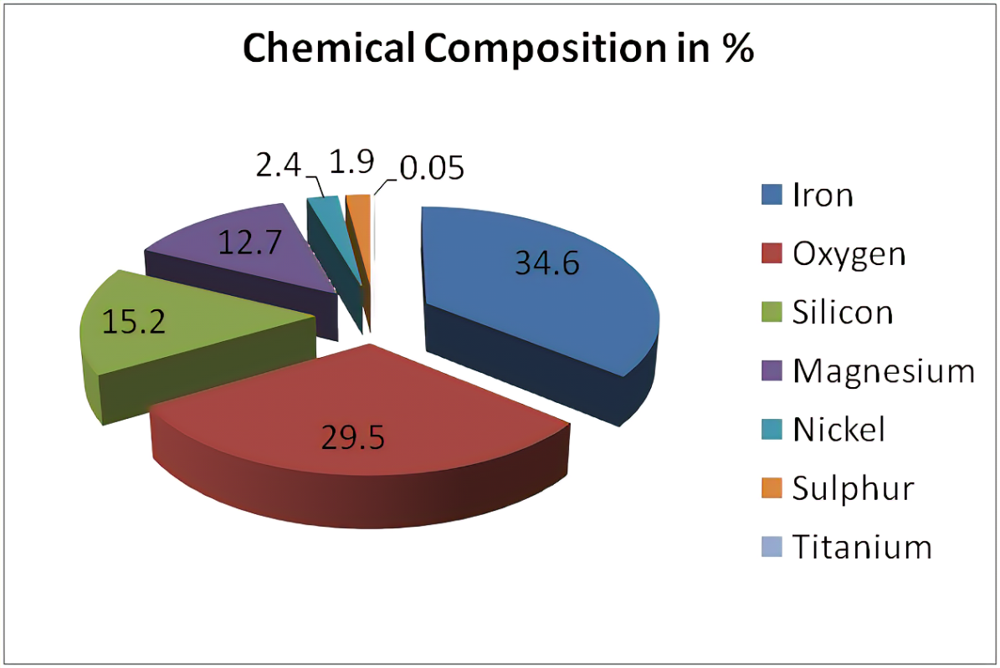 Chemical Composition in %
2.4
1.9
0.05
12.7
34.6
15.2
29.5
Iron
Oxygen
Silicon
Magnesium
Nickel
Sulphur
Titanium